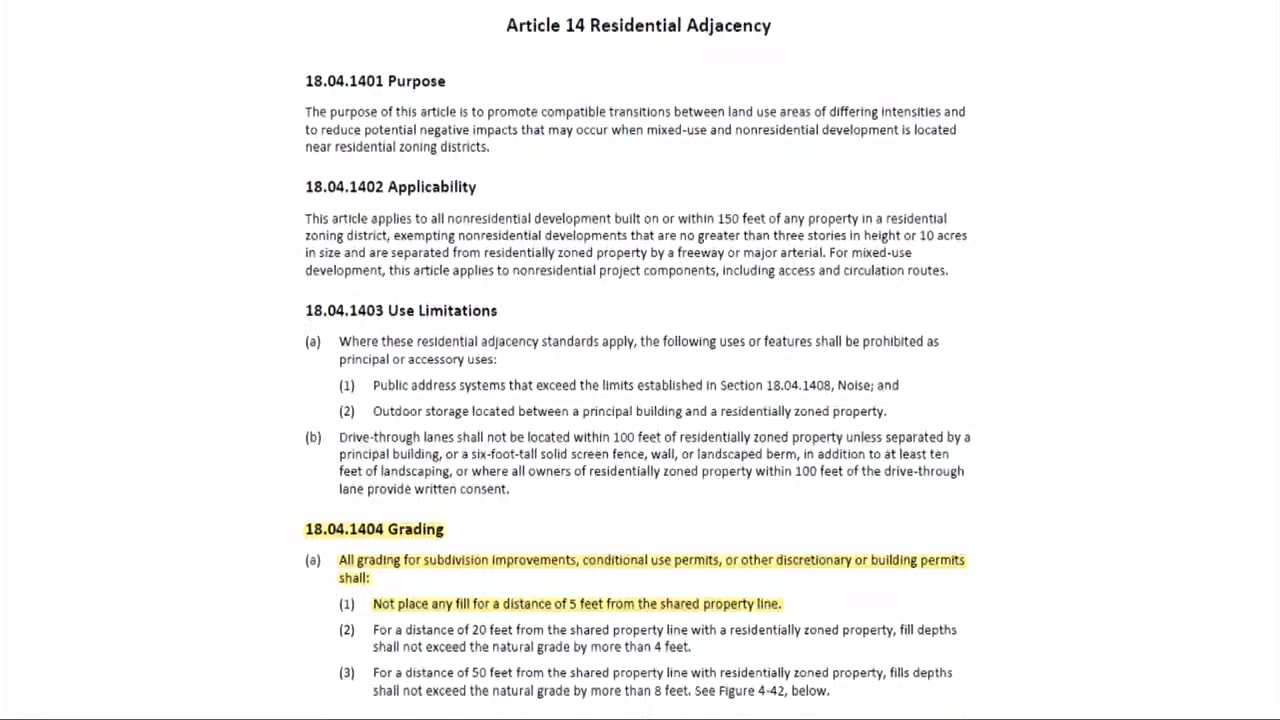 Article 14 Residential Adjacency
18.04.1401 Purpose
The purpose of this article is to promote compatible transitions between land use areas of differing intensities and
to reduce potential negative impacts that may occur when mixed-use and nonresidential development is located
near residential zoning districts.
18.04.1402 Applicability
This article applies to all nonresidential development built on or within 150 feet of any property in a residential
zoning district, exempting nonresidential developments that are no greater than three stories in height or 10 acres
in size and are separated from residentially zoned property by a freeway or major arterial. For mixed-use
development, this article applies to nonresidential project components, including access and circulation routes.
18.04.1403 Use Limitations
(a) Where these residential adjacency standards apply, the following uses or features shall be prohibited as
principal or accessory uses:
(1) Public address systems that exceed the limits established in Section 18.04.1408, Noise; and
(2) Outdoor storage located between a principal building and a residentially zoned property.
(b) Drive-through lanes shall not be located within 100 feet of residentially zoned property unless separated by a
principal building, or a six-foot-tall solid screen fence, wall, or landscaped berm, in addition to at least ten
feet of landscaping, or where all owners of residentially zoned property within 100 feet of the drive-through
lane provide written consent.
18.04.1404 Grading
(a) All grading for subdivision improvements, conditional use permits, or other discretionary or building permits
shall:
(1) Not place any fill for a distance of 5 feet from the shared property line.
(2) For a distance of 20 feet from the shared property line with a residentially zoned property, fill depths
shall not exceed the natural grade by more than 4 feet.
(3) For a distance of 50 feet from the shared property line with residentially zoned property, fills depths
shall not exceed the natural grade by more than 8 feet. See Figure 4-42, below.